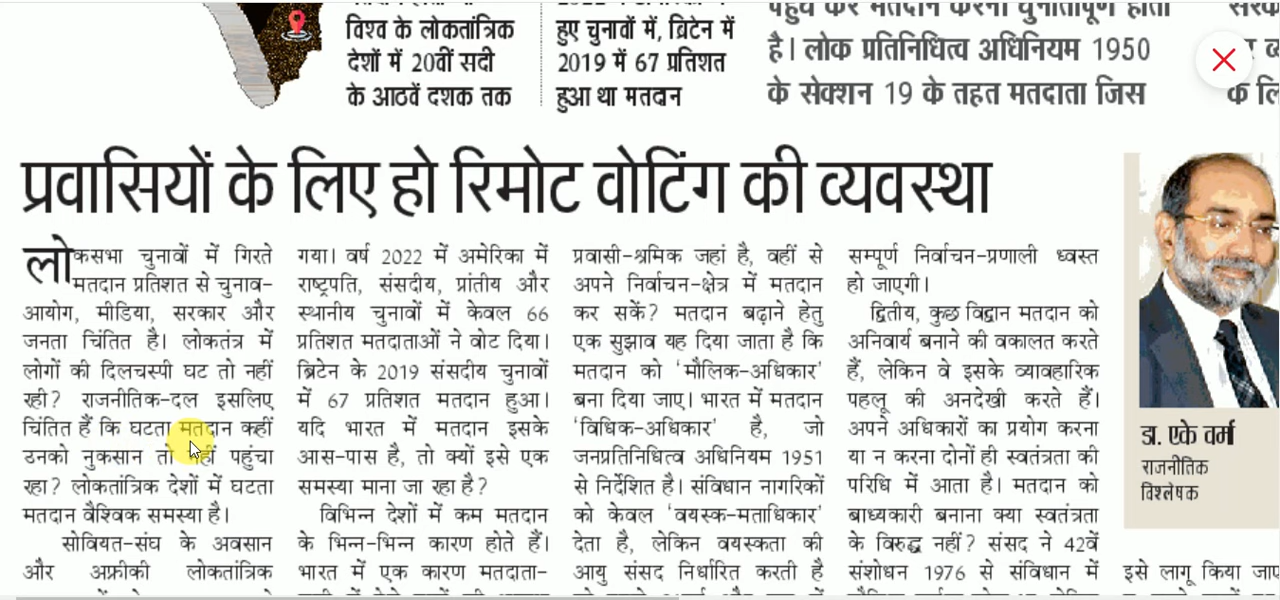 विश्व के लोकतांत्रिक
देशों में 20वीं सदी
के आठवें दशक तक
हुए चुनावों में, ब्रिटेन में
2019 में 67 प्रतिशत
हुआ था मतदान
पहुंच कर मतदान करना चुनौतीपूर्ण होता
है। लोक प्रतिनिधित्व अधिनियम 1950
के सेक्शन 19 के तहत मतदाता जिस
प्रवासियों के लिए हो रिमोट वोटिंग की व्यवस्था
लोकसभा चुनावों में गिरते
मतदान प्रतिशत से चुनाव-
आयोग, मीडिया, सरकार और
जनता चिंतित है। लोकतंत्र में
लोगों की दिलचस्पी घट तो नहीं
रही? राजनीतिक-दल इसलिए
चिंतित हैं कि घटता मतदान कहीं
उनको नुकसान तो नहीं पहुंचा
रहा? लोकतांत्रिक देशों में घटता
मतदान वैश्विक समस्या है।
सोवियत-संघ के अवसान
और अफ्रीकी लोकतांत्रिक
गया। वर्ष 2022 में अमेरिका में
राष्ट्रपति, संसदीय, प्रांतीय और
स्थानीय चुनावों में केवल 66
प्रतिशत मतदाताओं ने वोट दिया।
ब्रिटेन के 2019 संसदीय चुनावों
में 67 प्रतिशत मतदान हुआ।
यदि भारत में मतदान इसके
आस-पास है, तो क्यों इसे एक
समस्या माना जा रहा है?
विभिन्न देशों में कम मतदान
के भिन्न-भिन्न कारण होते हैं।
भारत में एक कारण मतदाता-
प्रवासी-श्रमिक जहां है, वहीं से
अपने निर्वाचन-क्षेत्र में मतदान
कर सकें? मतदान बढ़ाने हेतु
एक सुझाव यह दिया जाता है कि
मतदान को 'मौलिक-अधिकार'
बना दिया जाए। भारत में मतदान
'विधिक-अधिकार' है, जो
जनप्रतिनिधित्व अधिनियम 1951
से निर्देशित है। संविधान नागरिकों
को केवल 'वयस्क-मताधिकार'
देता है, लेकिन वयस्कता की
आयु संसद निर्धारित करती है
सम्पूर्ण निर्वाचन-प्रणाली ध्वस्त
हो जाएगी।
द्वितीय, कुछ विद्वान मतदान को
अनिवार्य बनाने की वकालत करते
हैं, लेकिन वे इसके व्यावहारिक
पहलू की अनदेखी करते हैं।
अपने अधिकारों का प्रयोग करना
या न करना दोनों ही स्वतंत्रता की
परिधि में आता है। मतदान को
बाध्यकारी बनाना क्या स्वतंत्रता
के विरुद्ध नहीं? संसद ने 42वें
संशोधन 1976 से संविधान में
डा. एके वर्मा
राजनीतिक
विश्लेषक
इसे लागू किया जाए